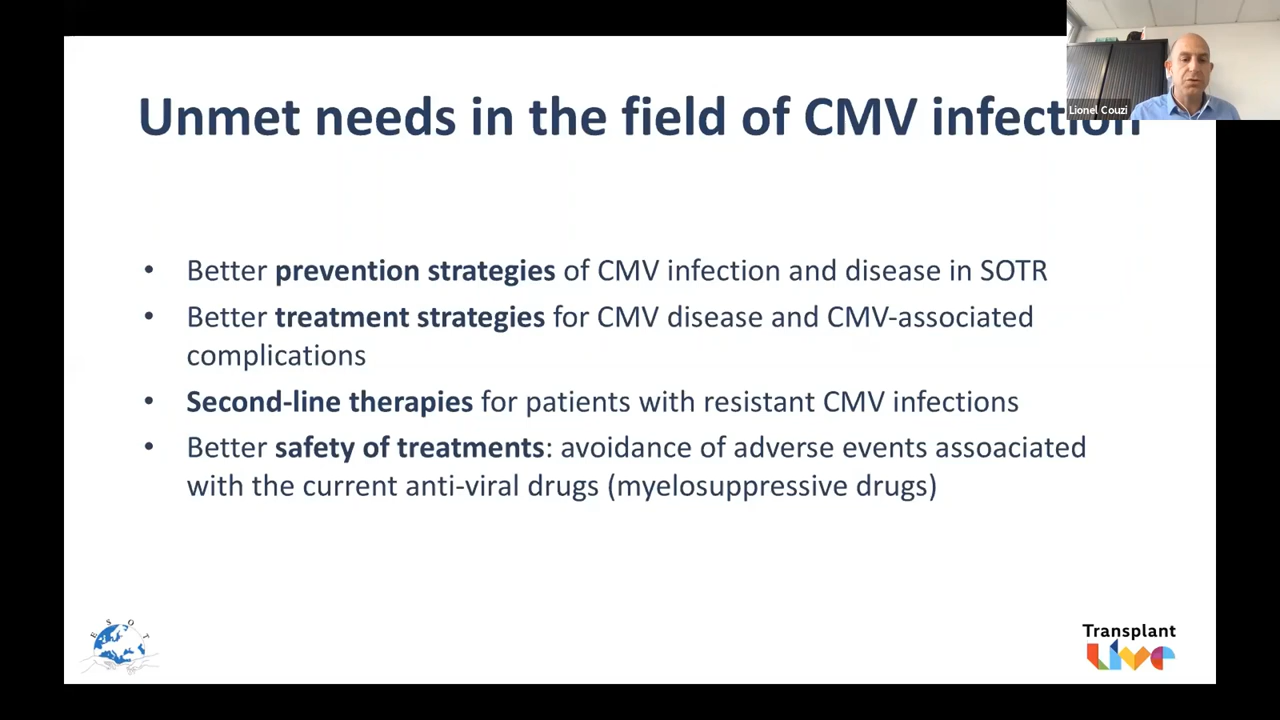 Unmet needs in the field of CMV infection
Lionel Couzi
• Better prevention strategies of CMV infection and disease in SOTR
• Better treatment strategies for CMV disease and CMV-associated
complications
• Second-line therapies for patients with resistant CMV infections
• Better safety of treatments: avoidance of adverse events assoaciated
with the current anti-viral drugs (myelosuppressive drugs)
E S O T
Transplant
Live